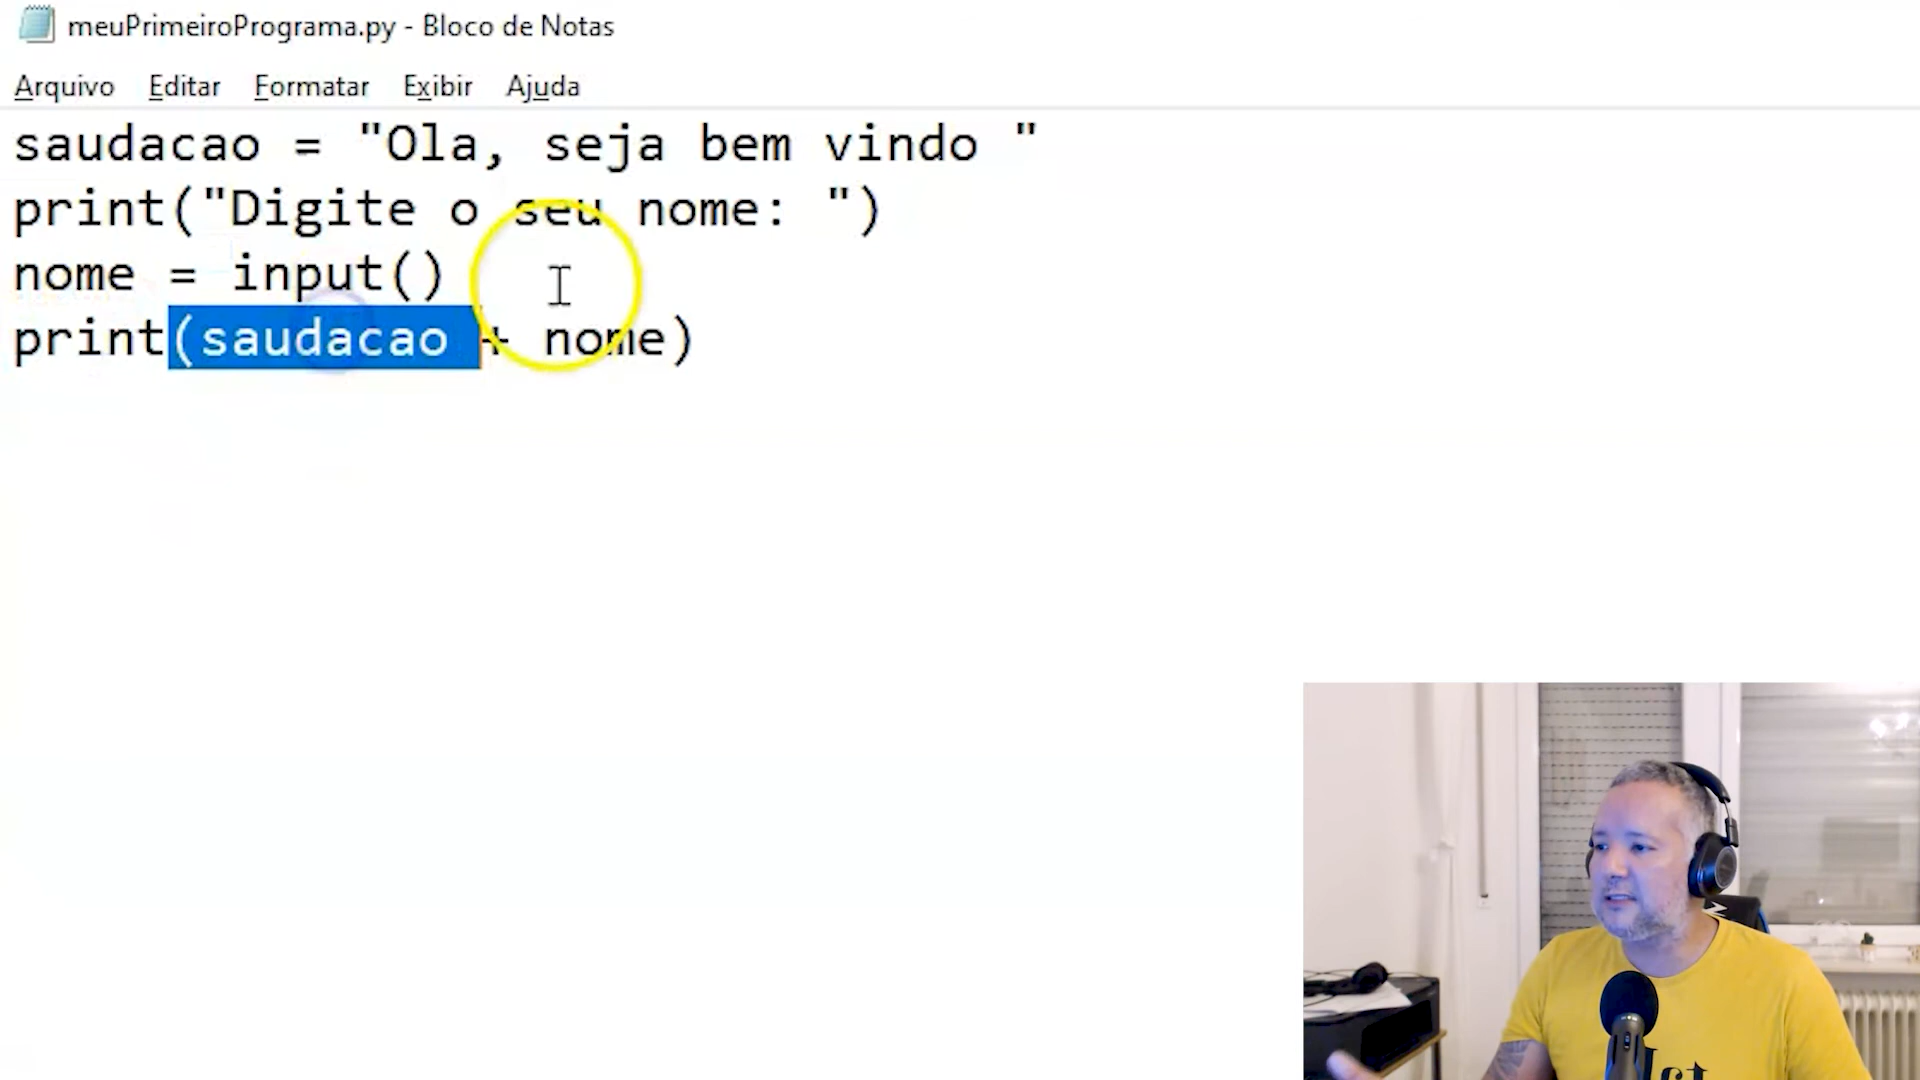 meuPrimeiroPrograma.py - Bloco de Notas
Arquivo Editar Formatar Exibir Ajuda
saudacao = "Ola, seja bem vindo "
print("Digite o seu nome: ")
nome = input()
print(saudacao + nome)